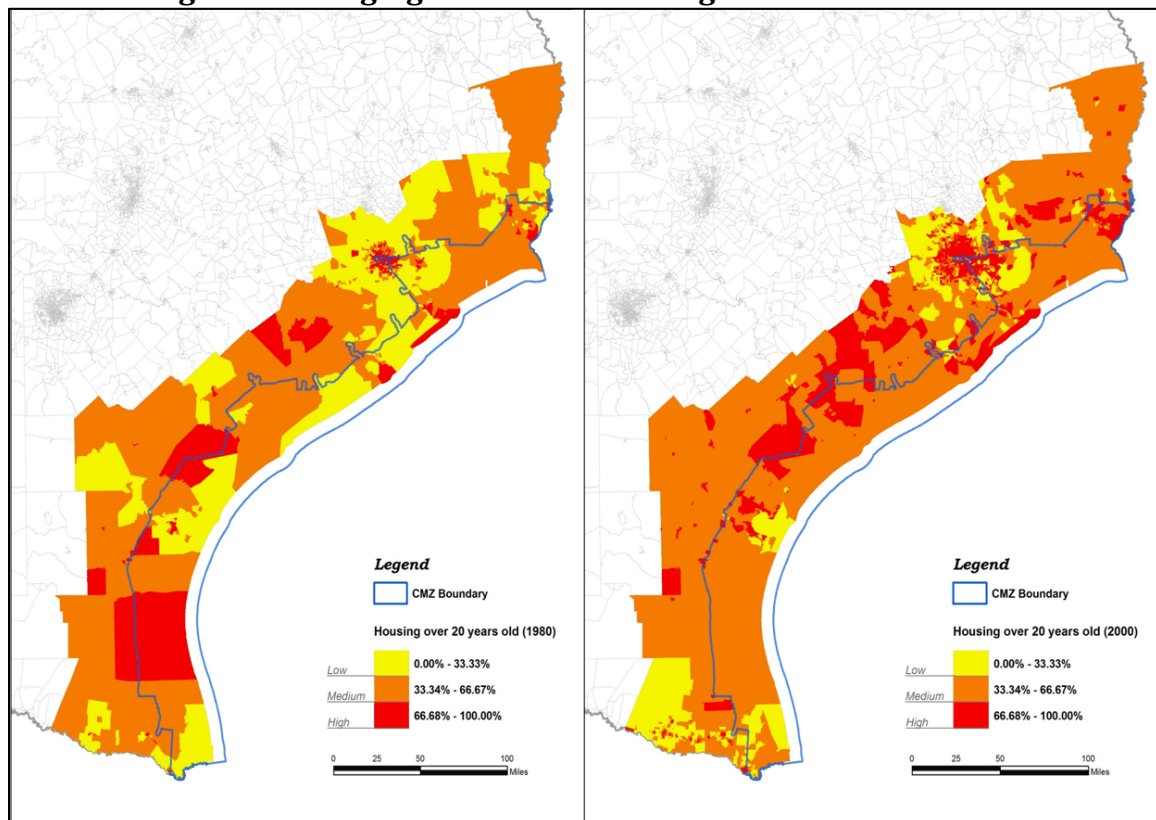 Legend
CMZ Boundary
Housing over 20 years old (1980)
Low
0.00% - 33.33%
Medium
33.34% - 66.67%
High
66.68% - 100.00%
0 25 50 100
Miles
Legend
CMZ Boundary
Housing over 20 years old (2000)
Low
0.00% - 33.33%
Medium
33.34% - 66.67%
High
66.68% - 100.00%
0 25 50 100
Miles